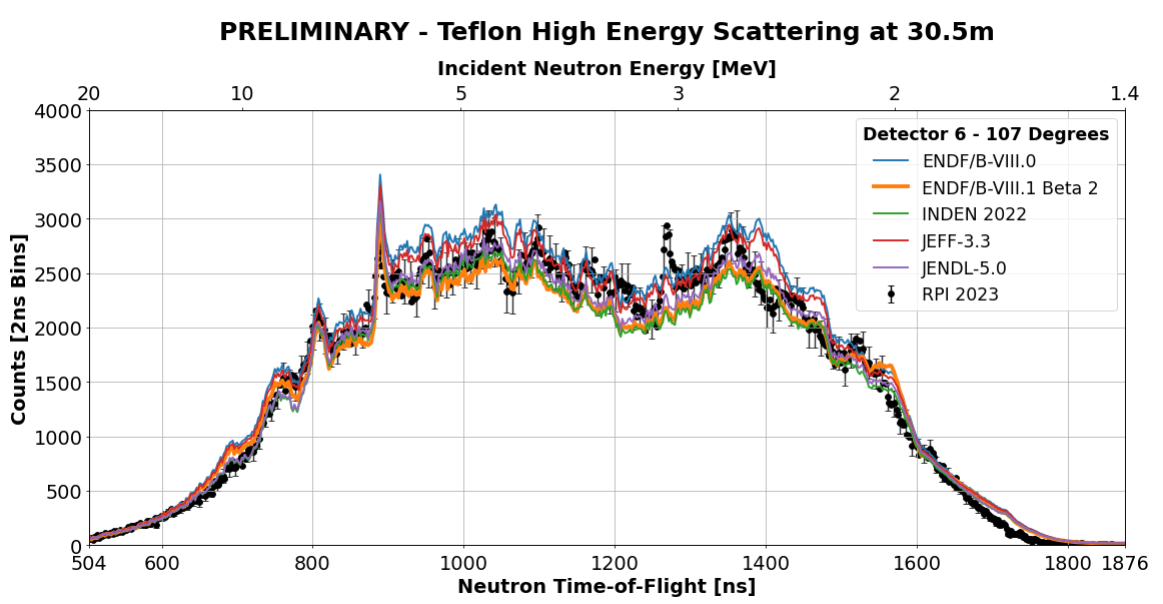 PRELIMINARY - Teflon High Energy Scattering at 30.5m
Incident Neutron Energy [MeV]
20 10 5 3 2 1.4
Counts [2ns Bins]
4000
3500
3000
2500
2000
1500
1000
500
0
Detector 6 - 107 Degrees
ENDF/B-VIII.0
ENDF/B-VIII.1 Beta 2
INDEN 2022
JEFF-3.3
JENDL-5.0
RPI 2023
504 600 800 1000 1200 1400 1600 1800 1876
Neutron Time-of-Flight [ns]